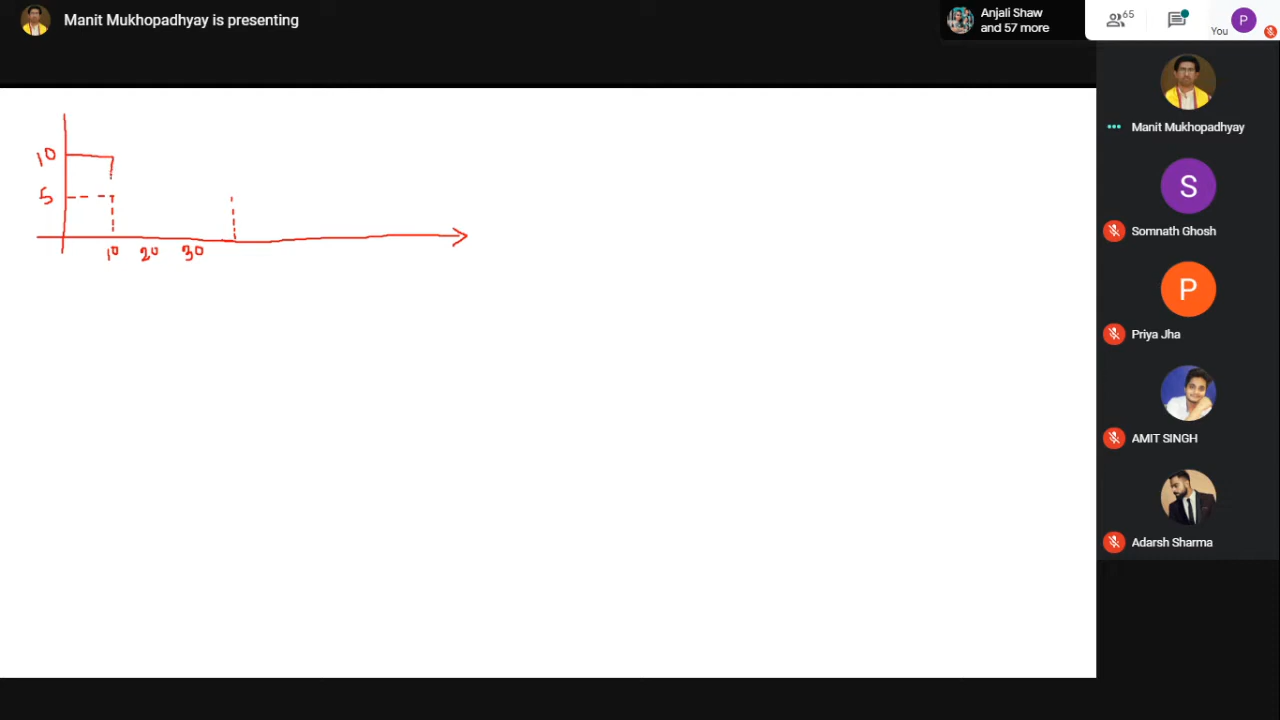 Manit Mukhopadhyay is presenting
Anjali Shaw
and 57 more
65
You
P
Manit Mukhopadhyay
S
Somnath Ghosh
P
Priya Jha
AMIT SINGH
Adarsh Sharma
10
5
10 20 30